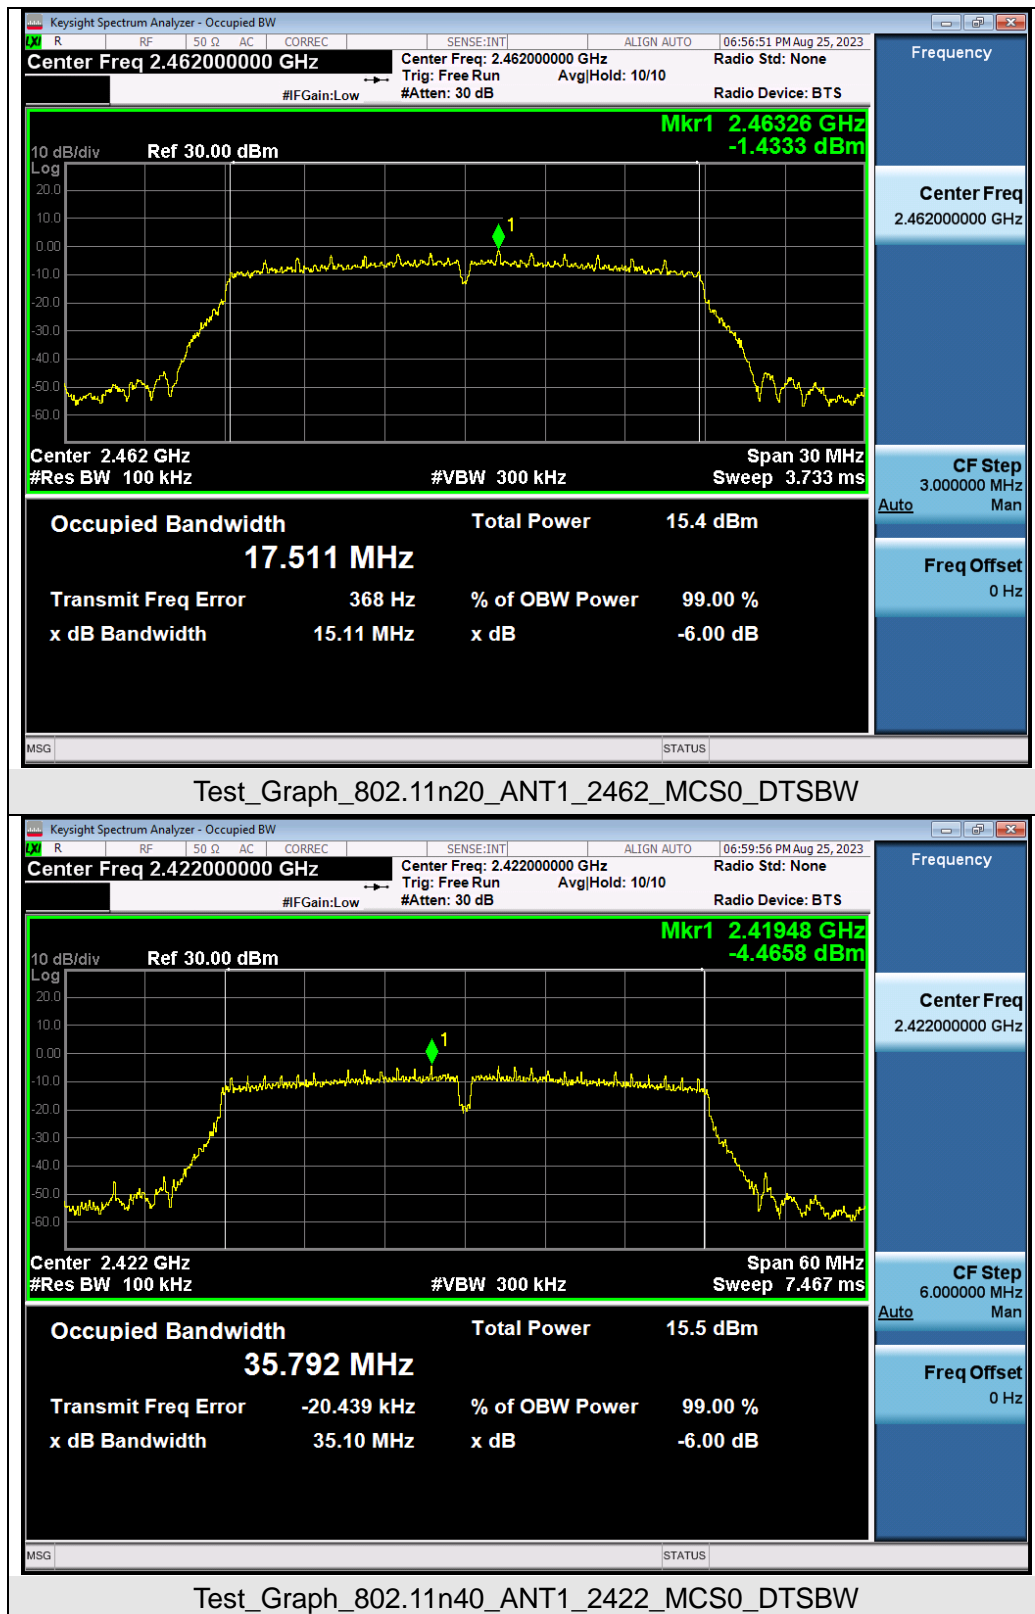 Keysight Spectrum Analyzer - Occupied BW
LXI R RF 50 Ω AC CORREC SENSE:INT ALIGN AUTO 06:56:51 PM Aug 25, 2023
Center Freq 2.462000000 GHz
Center Freq: 2.462000000 GHz Radio Std: None
Trig: Free Run Avg|Hold: 10/10
#IFGain:Low #Atten: 30 dB Radio Device: BTS
Frequency
Mkr1 2.46326 GHz
-1.4333 dBm
10 dB/div Ref 30.00 dBm
Log
20.0
10.0
0.00
-10.0
-20.0
-30.0
-40.0
-50.0
-60.0
1
Center 2.462 GHz Span 30 MHz
#Res BW 100 kHz #VBW 300 kHz Sweep 3.733 ms
Center Freq
2.462000000 GHz
CF Step
3.000000 MHz
Auto Man
Freq Offset
0 Hz
Occupied Bandwidth Total Power 15.4 dBm
17.511 MHz
Transmit Freq Error 368 Hz % of OBW Power 99.00 %
x dB Bandwidth 15.11 MHz x dB -6.00 dB
MSG STATUS
Test_Graph_802.11n20_ANT1_2462_MCS0_DTSBW
Keysight Spectrum Analyzer - Occupied BW
LXI R RF 50 Ω AC CORREC SENSE:INT ALIGN AUTO 06:59:56 PM Aug 25, 2023
Center Freq 2.422000000 GHz
Center Freq: 2.422000000 GHz Radio Std: None
Trig: Free Run Avg|Hold: 10/10
#IFGain:Low #Atten: 30 dB Radio Device: BTS
Frequency
Mkr1 2.41948 GHz
-4.4658 dBm
10 dB/div Ref 30.00 dBm
Log
20.0
10.0
0.00
-10.0
-20.0
-30.0
-40.0
-50.0
-60.0
1
Center 2.422 GHz Span 60 MHz
#Res BW 100 kHz #VBW 300 kHz Sweep 7.467 ms
Center Freq
2.422000000 GHz
CF Step
6.000000 MHz
Auto Man
Freq Offset
0 Hz
Occupied Bandwidth Total Power 15.5 dBm
35.792 MHz
Transmit Freq Error -20.439 kHz % of OBW Power 99.00 %
x dB Bandwidth 35.10 MHz x dB -6.00 dB
MSG STATUS
Test_Graph_802.11n40_ANT1_2422_MCS0_DTSBW